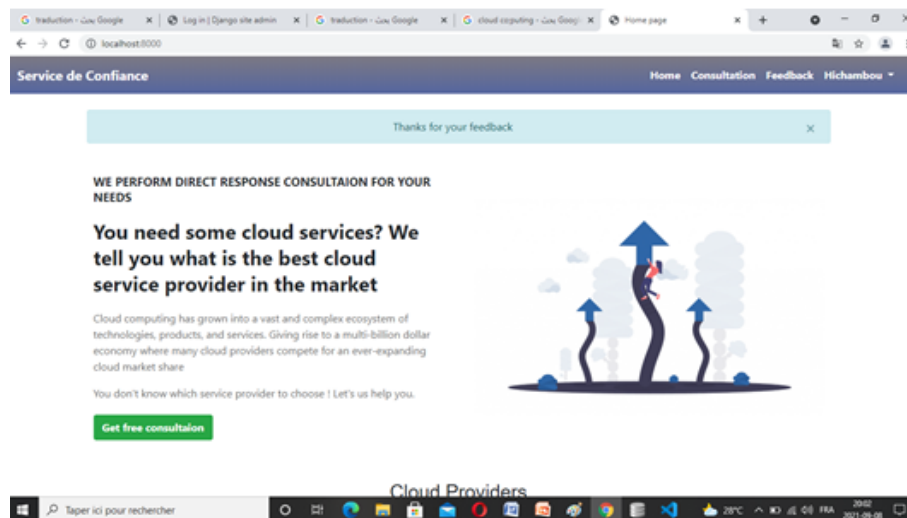 traduction - بحث Google
Log in | Django site admin
traduction - بحث Google
cloud coputing - بحث Googl
Home page
localhost:8000
Service de Confiance
Home Consultation Feedback Hichambou
Thanks for your feedback
WE PERFORM DIRECT RESPONSE CONSULTAION FOR YOUR
NEEDS
You need some cloud services? We
tell you what is the best cloud
service provider in the market
Cloud computing has grown into a vast and complex ecosystem of
technologies, products, and services. Giving rise to a multi-billion dollar
economy where many cloud providers compete for an ever-expanding
cloud market share
You don't know which service provider to choose ! Let's us help you.
Get free consultaion
Cloud Providers
Taper ici pour rechercher
28°C
FRA
20:02
2021-09-08